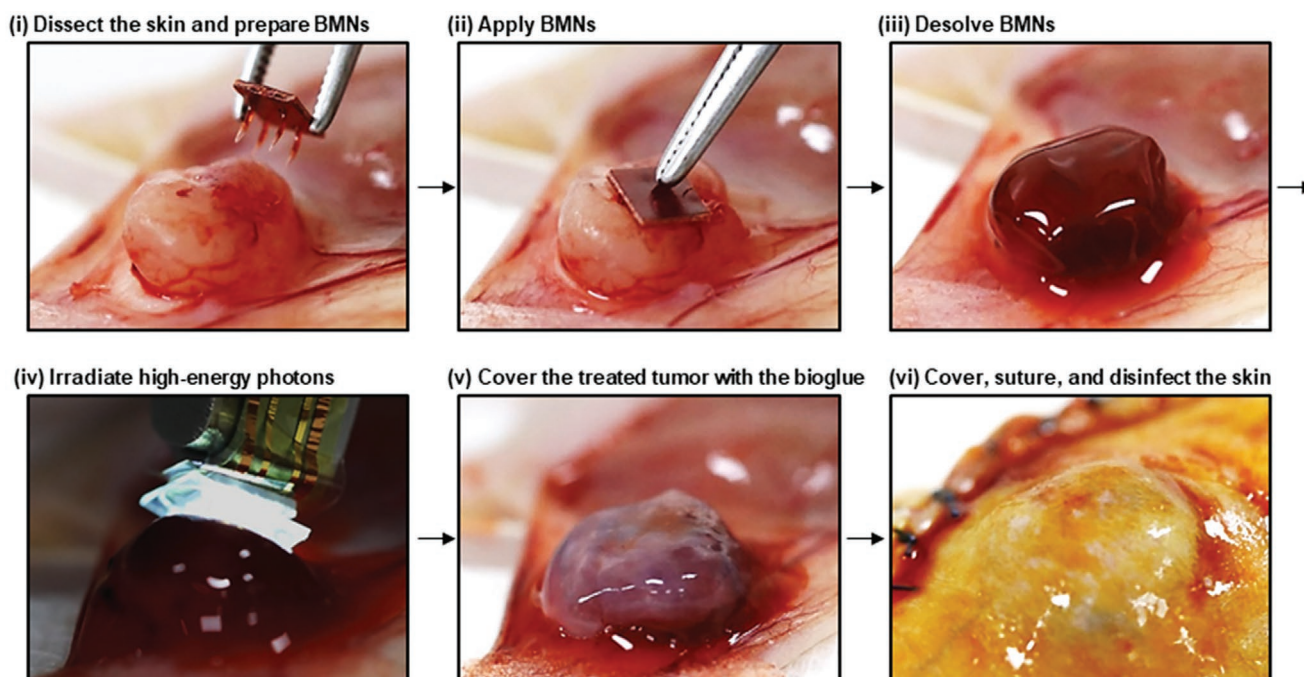 (i) Dissect the skin and prepare BMNs
(ii) Apply BMNs
(iii) Desolve BMNs
(iv) Irradiate high-energy photons
(v) Cover the treated tumor with the bioglue
(vi) Cover, suture, and disinfect the skin